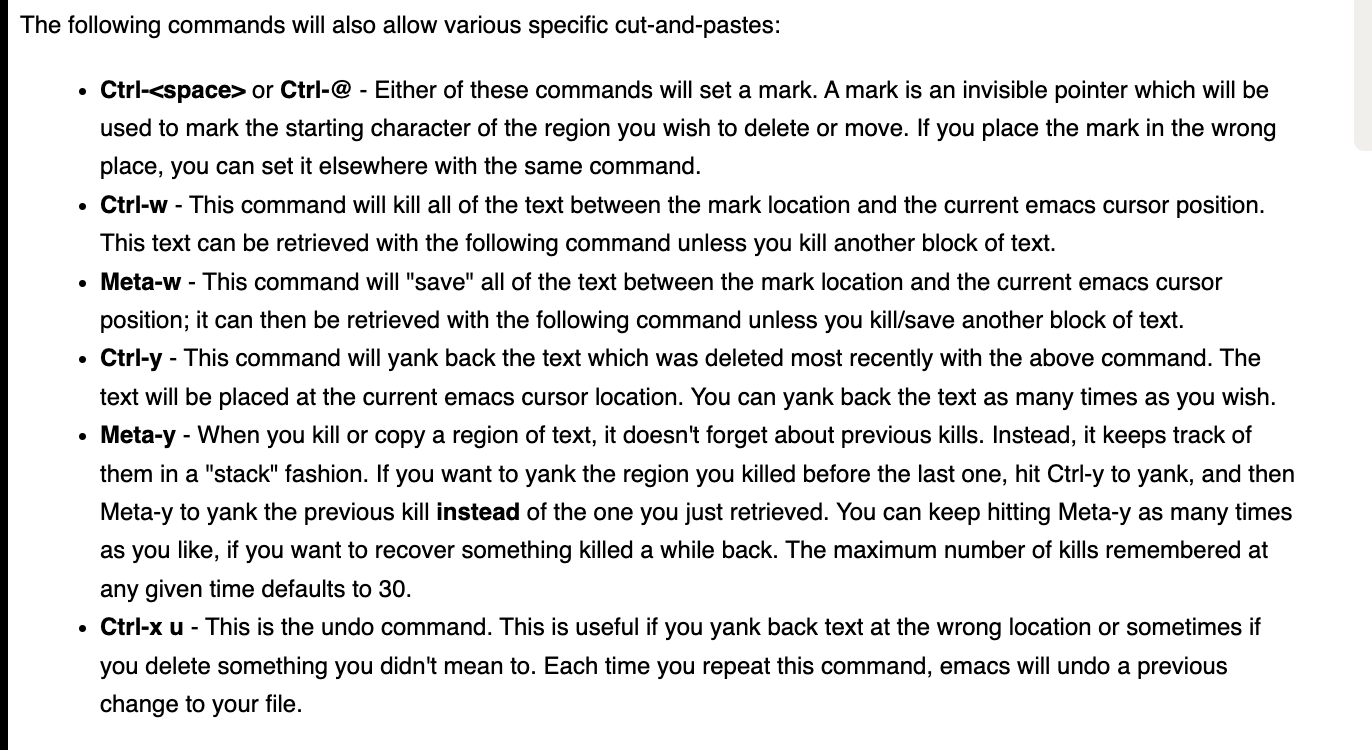 The following commands will also allow various specific cut-and-pastes:
• Ctrl-<space> or Ctrl-@ - Either of these commands will set a mark. A mark is an invisible pointer which will be
used to mark the starting character of the region you wish to delete or move. If you place the mark in the wrong
place, you can set it elsewhere with the same command.
• Ctrl-w - This command will kill all of the text between the mark location and the current emacs cursor position.
This text can be retrieved with the following command unless you kill another block of text.
• Meta-w - This command will "save" all of the text between the mark location and the current emacs cursor
position; it can then be retrieved with the following command unless you kill/save another block of text.
• Ctrl-y - This command will yank back the text which was deleted most recently with the above command. The
text will be placed at the current emacs cursor location. You can yank back the text as many times as you wish.
• Meta-y - When you kill or copy a region of text, it doesn't forget about previous kills. Instead, it keeps track of
them in a "stack" fashion. If you want to yank the region you killed before the last one, hit Ctrl-y to yank, and then
Meta-y to yank the previous kill instead of the one you just retrieved. You can keep hitting Meta-y as many times
as you like, if you want to recover something killed a while back. The maximum number of kills remembered at
any given time defaults to 30.
• Ctrl-x u - This is the undo command. This is useful if you yank back text at the wrong location or sometimes if
you delete something you didn't mean to. Each time you repeat this command, emacs will undo a previous
change to your file.